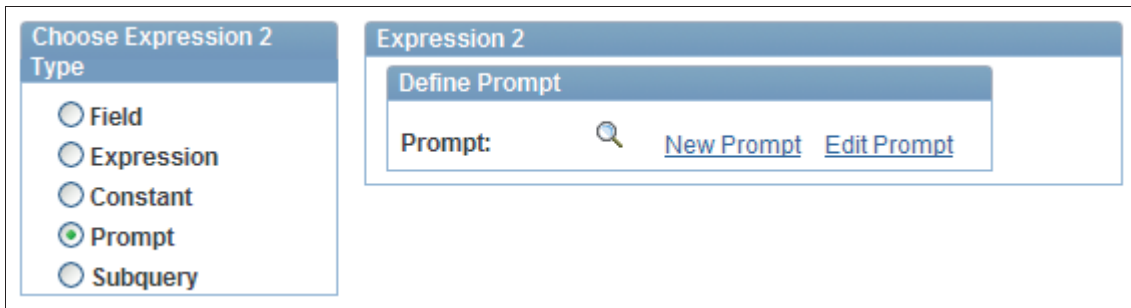 Choose Expression 2
Type
Field
Expression
Constant
Prompt
Subquery
Expression 2
Define Prompt
Prompt: New Prompt Edit Prompt